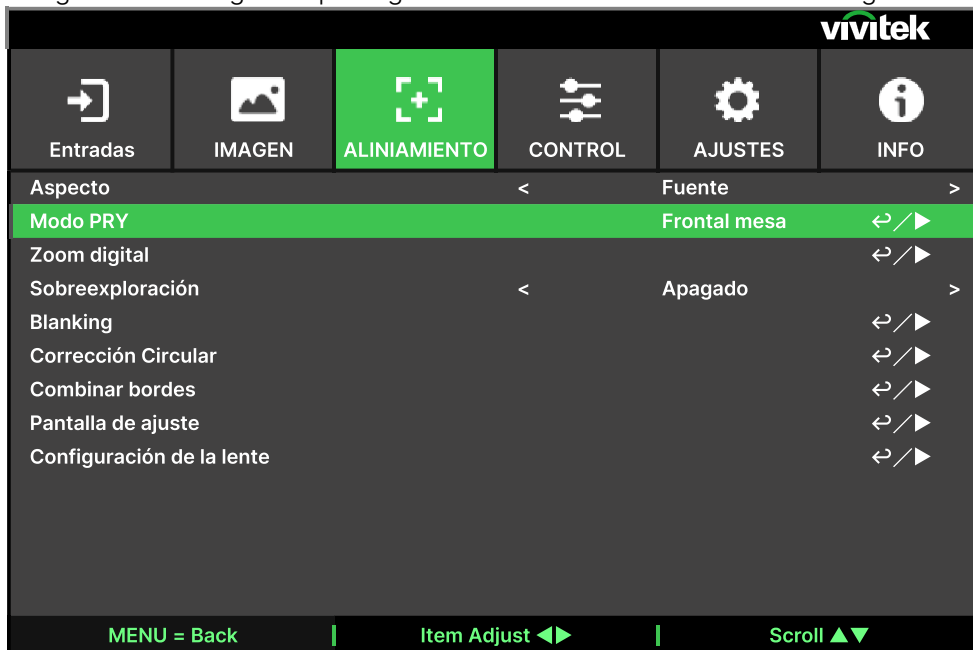 vivitek
Entradas IMAGEN ALINIAMIENTO CONTROL AJUSTES INFO
Aspecto < Fuente >
Modo PRY Frontal mesa ↩/▶
Zoom digital ↩/▶
Sobreexploración < Apagado >
Blanking ↩/▶
Corrección Circular ↩/▶
Combinar bordes ↩/▶
Pantalla de ajuste ↩/▶
Configuración de la lente ↩/▶
MENU = Back Item Adjust ◀▶ Scroll ▲▼